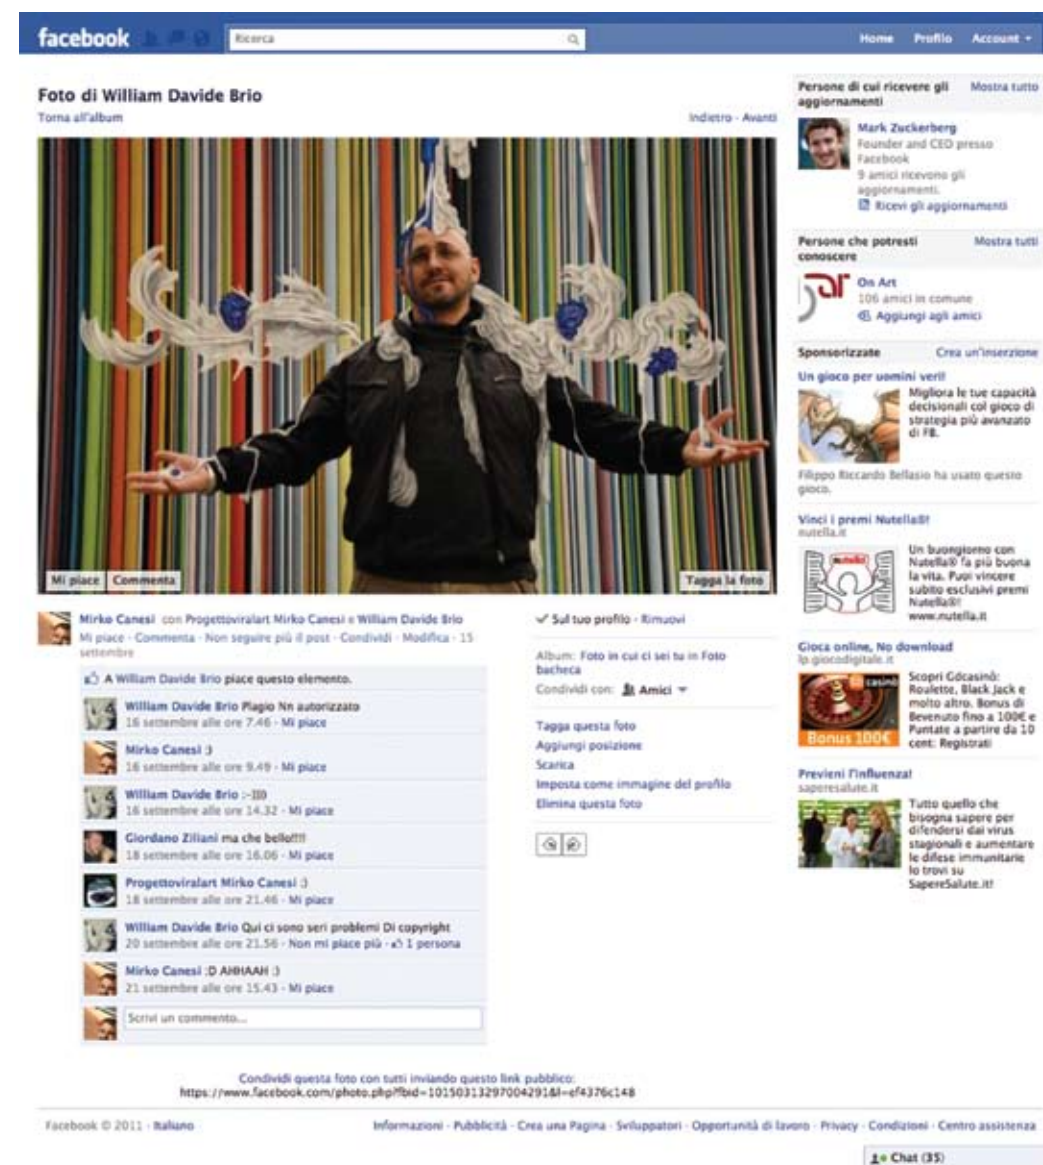 facebook
Ricerca
Home Profilo Account
Foto di William Davide Brio
Torna all'album
Indietro · Avanti
Mi piace Commenta
Tagga la foto
Mirko Canesi con Progettoviralart Mirko Canesi e William Davide Brio
Mi piace · Commenta · Non seguire più il post · Condividi · Modifica · 15
settembre
A William Davide Brio piace questo elemento.
William Davide Brio Plagio Nn autorizzato
16 settembre alle ore 7.46 · Mi piace
Mirko Canesi :)
16 settembre alle ore 9.49 · Mi piace
William Davide Brio :-)))
16 settembre alle ore 14.32 · Mi piace
Giordano Ziliani ma che bello!!!!
18 settembre alle ore 16.06 · Mi piace
Progettoviralart Mirko Canesi :)
18 settembre alle ore 21.46 · Mi piace
William Davide Brio Qui ci sono seri problemi Di copyright
20 settembre alle ore 21.56 · Non mi piace più · 1 persona
Mirko Canesi :D AHHAAH :)
21 settembre alle ore 15.43 · Mi piace
Scrivi un commento...
Sul tuo profilo · Rimuovi
Album: Foto in cui ci sei tu in Foto
bacheca
Condividi con: Amici
Tagga questa foto
Aggiungi posizione
Scarica
Imposta come immagine del profilo
Elimina questa foto
Condividi questa foto con tutti inviando questo link pubblico:
https://www.facebook.com/photo.php?fbid=10150313297004291&l=ef4376c148
Persone di cui ricevere gli
aggiornamenti
Mostra tutto
Mark Zuckerberg
Founder and CEO presso
Facebook
9 amici ricevono gli
aggiornamenti.
Ricevi gli aggiornamenti
Persone che potresti
conoscere
Mostra tutti
On Art
106 amici in comune
Aggiungi agli amici
Sponsorizzate Crea un'inserzione
Un gioco per uomini veri!
Migliora le tue capacità
decisionali col gioco di
strategia più avanzato
di FB.
Filippo Riccardo Bellasio ha usato questo
gioco.
Vinci i premi Nutella®!
nutella.it
nutella
Un buongiorno con
Nutella® fa più buona
la vita. Puoi vincere
subito esclusivi premi
Nutella®!
www.nutella.it
Gioca online, No download
lp.giocodigitale.it
casinò
Bonus 100€
Scopri Gdcasinò:
Roulette, Black Jack e
molto altro. Bonus di
Bevenuto fino a 100€ e
Puntate a partire da 10
cent: Registrati
Previeni l'influenza!
saperesalute.it
Tutto quello che
bisogna sapere per
difendersi dai virus
stagionali e aumentare
le difese immunitarie
lo trovi su
SapereSalute.it!
Facebook © 2011 · Italiano
Informazioni · Pubblicità · Crea una Pagina · Sviluppatori · Opportunità di lavoro · Privacy · Condizioni · Centro assistenza
Chat (35)